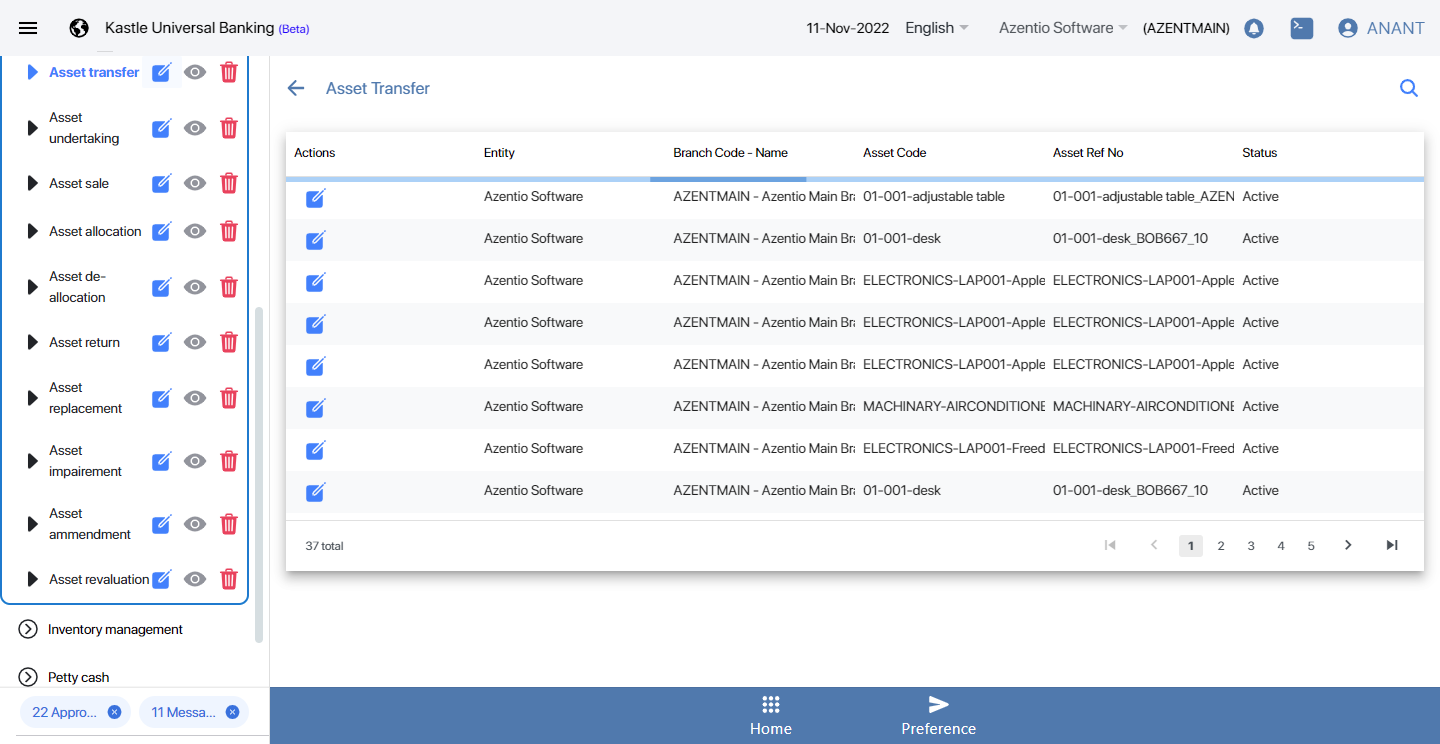 Kastle Universal Banking (Beta)
11-Nov-2022 English Azentio Software (AZENTMAIN) ANANT
Asset transfer
Asset
undertaking
Asset sale
Asset allocation
Asset de-
allocation
Asset return
Asset
replacement
Asset
impairement
Asset
ammendment
Asset revaluation
Inventory management
Petty cash
22 Appro...
11 Messa...
Asset Transfer
Actions Entity Branch Code - Name Asset Code Asset Ref No Status
Azentio Software AZENTMAIN - Azentio Main Bra 01-001-adjustable table 01-001-adjustable table_AZEN Active
Azentio Software AZENTMAIN - Azentio Main Bra 01-001-desk 01-001-desk_BOB667_10 Active
Azentio Software AZENTMAIN - Azentio Main Bra ELECTRONICS-LAP001-Apple ELECTRONICS-LAP001-Apple Active
Azentio Software AZENTMAIN - Azentio Main Bra ELECTRONICS-LAP001-Apple ELECTRONICS-LAP001-Apple Active
Azentio Software AZENTMAIN - Azentio Main Bra ELECTRONICS-LAP001-Apple ELECTRONICS-LAP001-Apple Active
Azentio Software AZENTMAIN - Azentio Main Bra MACHINARY-AIRCONDITIONE MACHINARY-AIRCONDITIONE Active
Azentio Software AZENTMAIN - Azentio Main Bra ELECTRONICS-LAP001-Freed ELECTRONICS-LAP001-Freed Active
Azentio Software AZENTMAIN - Azentio Main Bra 01-001-desk 01-001-desk_BOB667_10 Active
37 total
1 2 3 4 5
Home
Preference